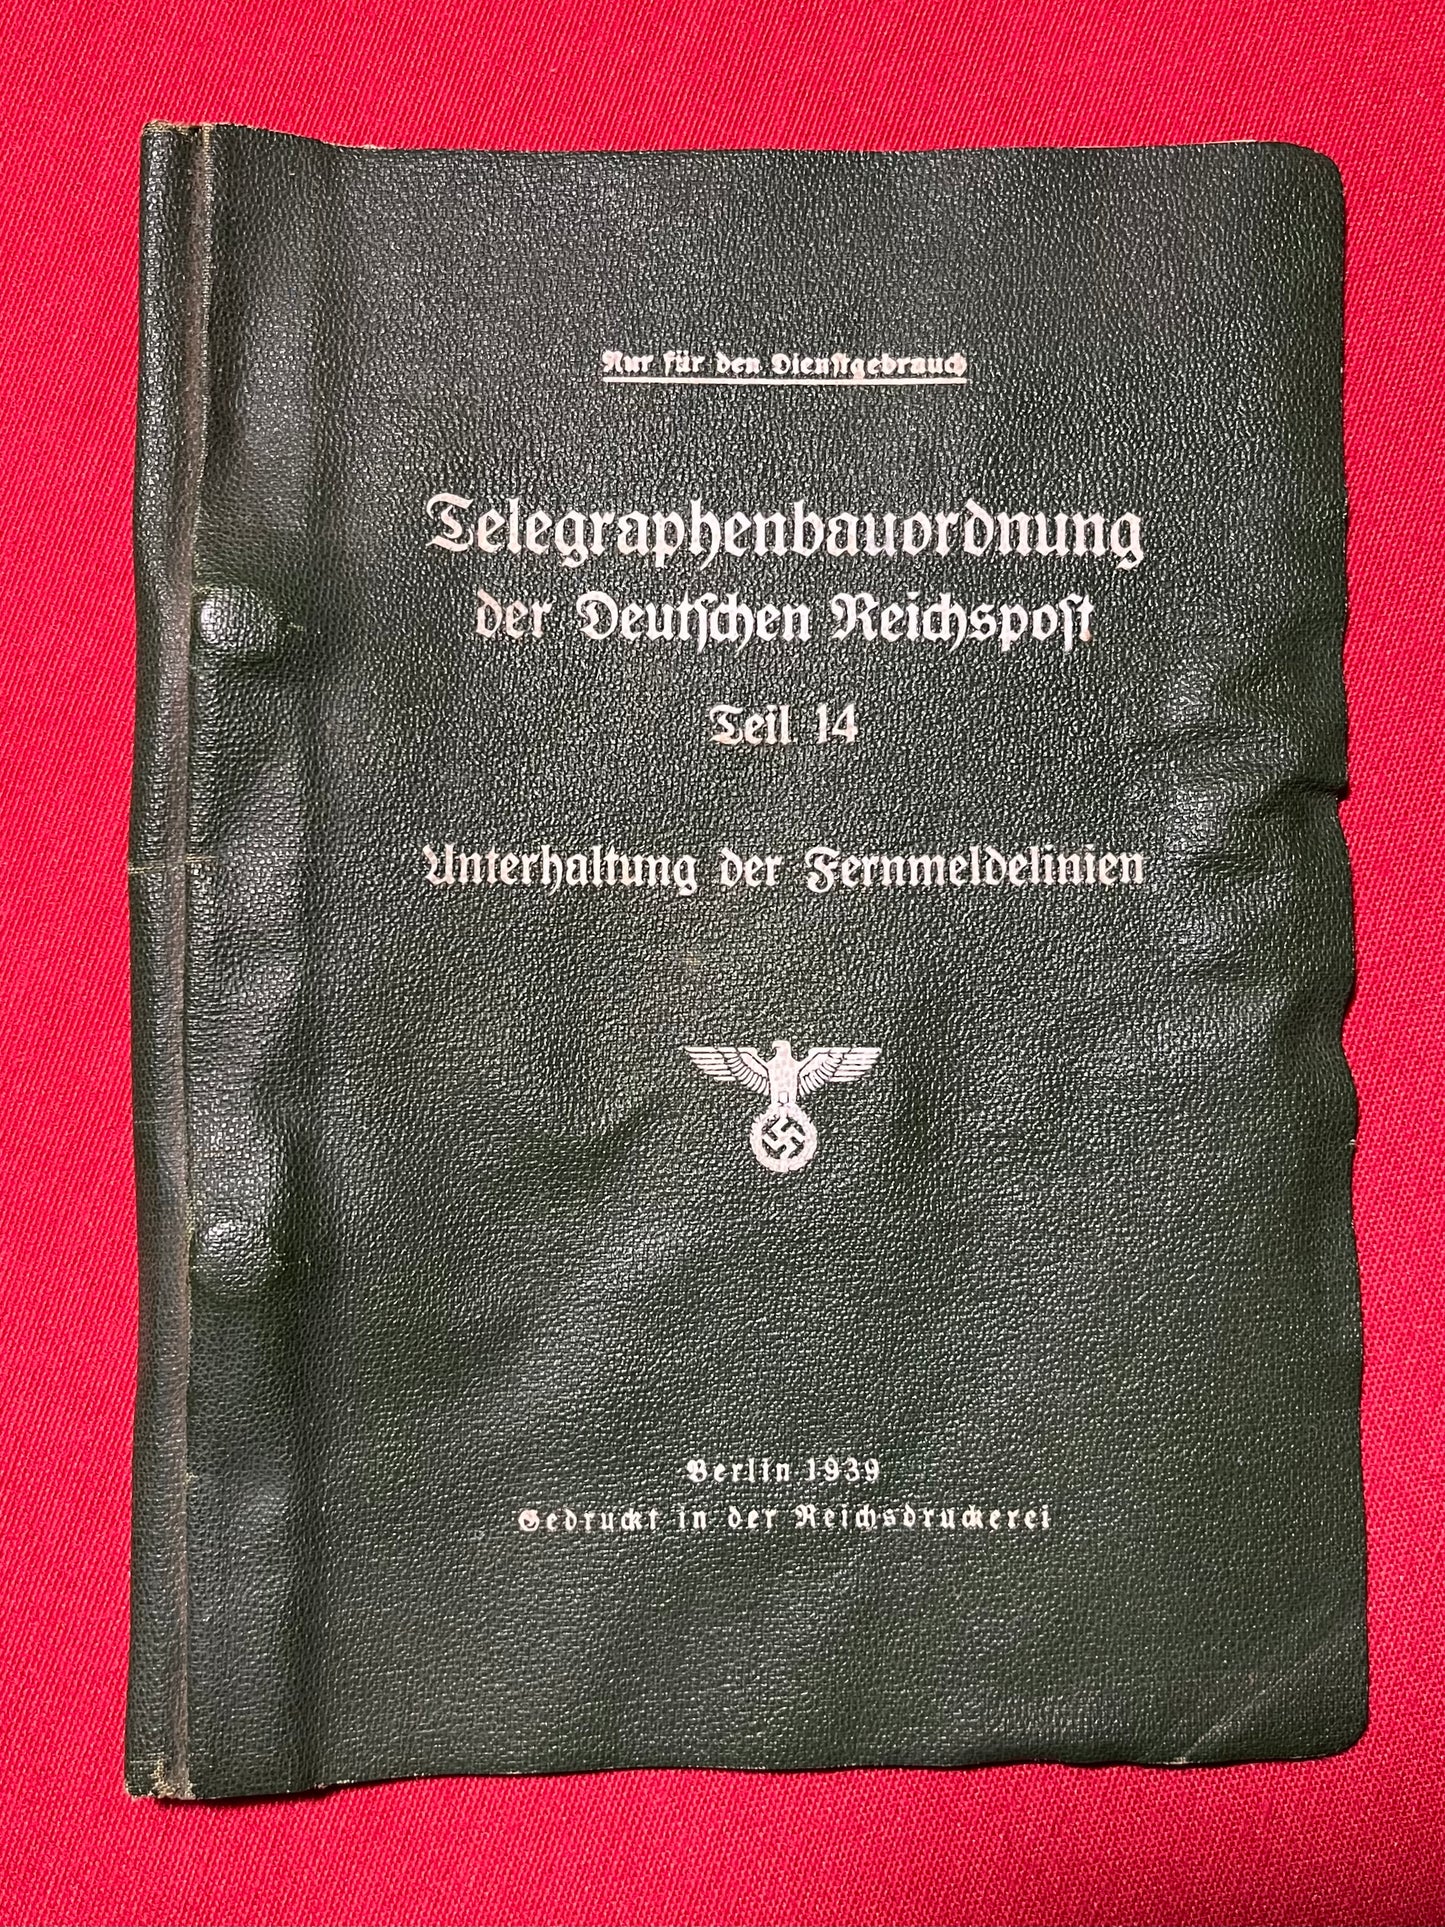 Nur für den Dienstgebrauch
Telegraphenbauordnung
der Deutschen Reichspost
Teil 14
Unterhaltung der Fernmeldelinien
Berlin 1939
Gedruckt in der Reichsdruckerei